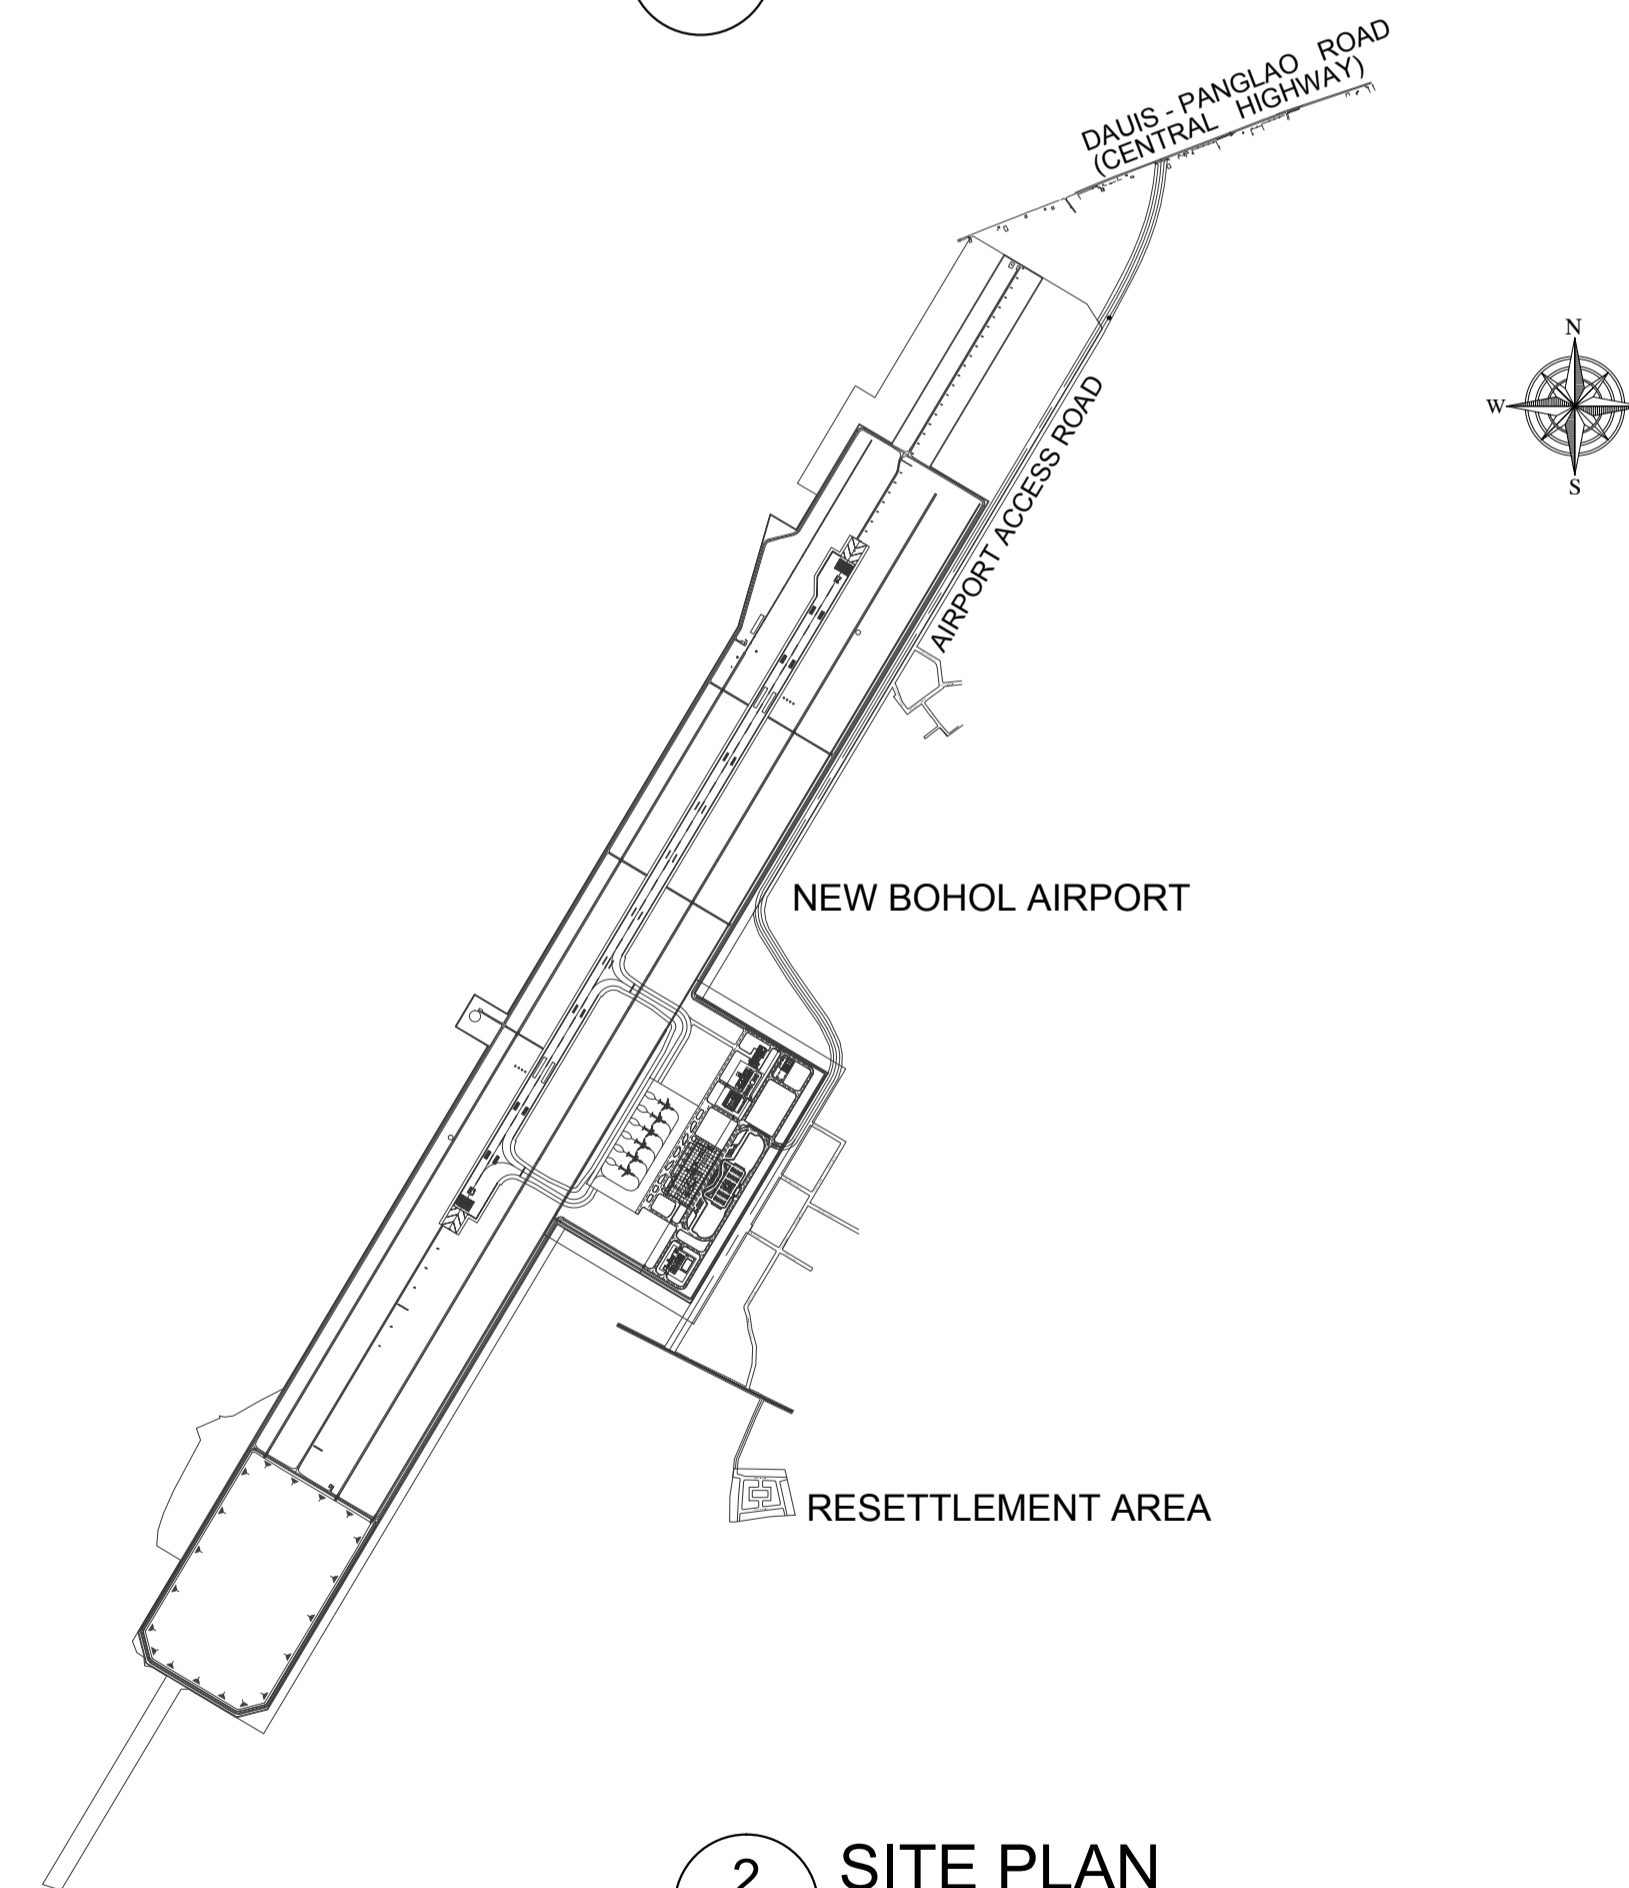 DAUIS - PANGLAO ROAD
(CENTRAL HIGHWAY)
N
W
S
AIRPORT ACCESS ROAD
NEW BOHOL AIRPORT
RESETTLEMENT AREA
2
SITE PLAN